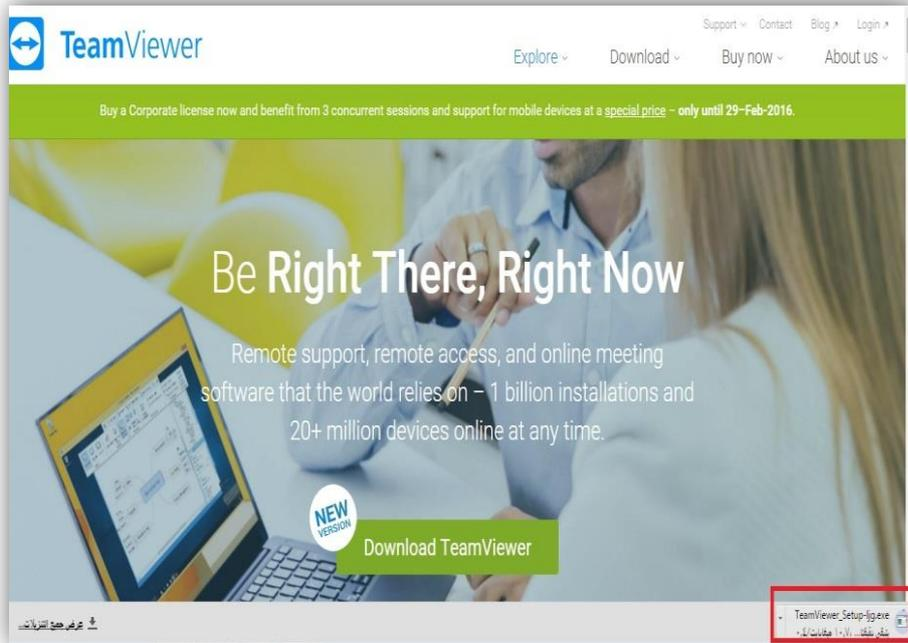 TeamViewer
Support Contact Blog Login
Explore Download Buy now About us
Buy a Corporate license now and benefit from 3 concurrent sessions and support for mobile devices at a special price – only until 29–Feb-2016.
Be Right There, Right Now
Remote support, remote access, and online meeting
software that the world relies on – 1 billion installations and
20+ million devices online at any time.
NEW
VERSION
Download TeamViewer
TeamViewer_Setup-ljg.exe
عرض جميع التنزيلات...